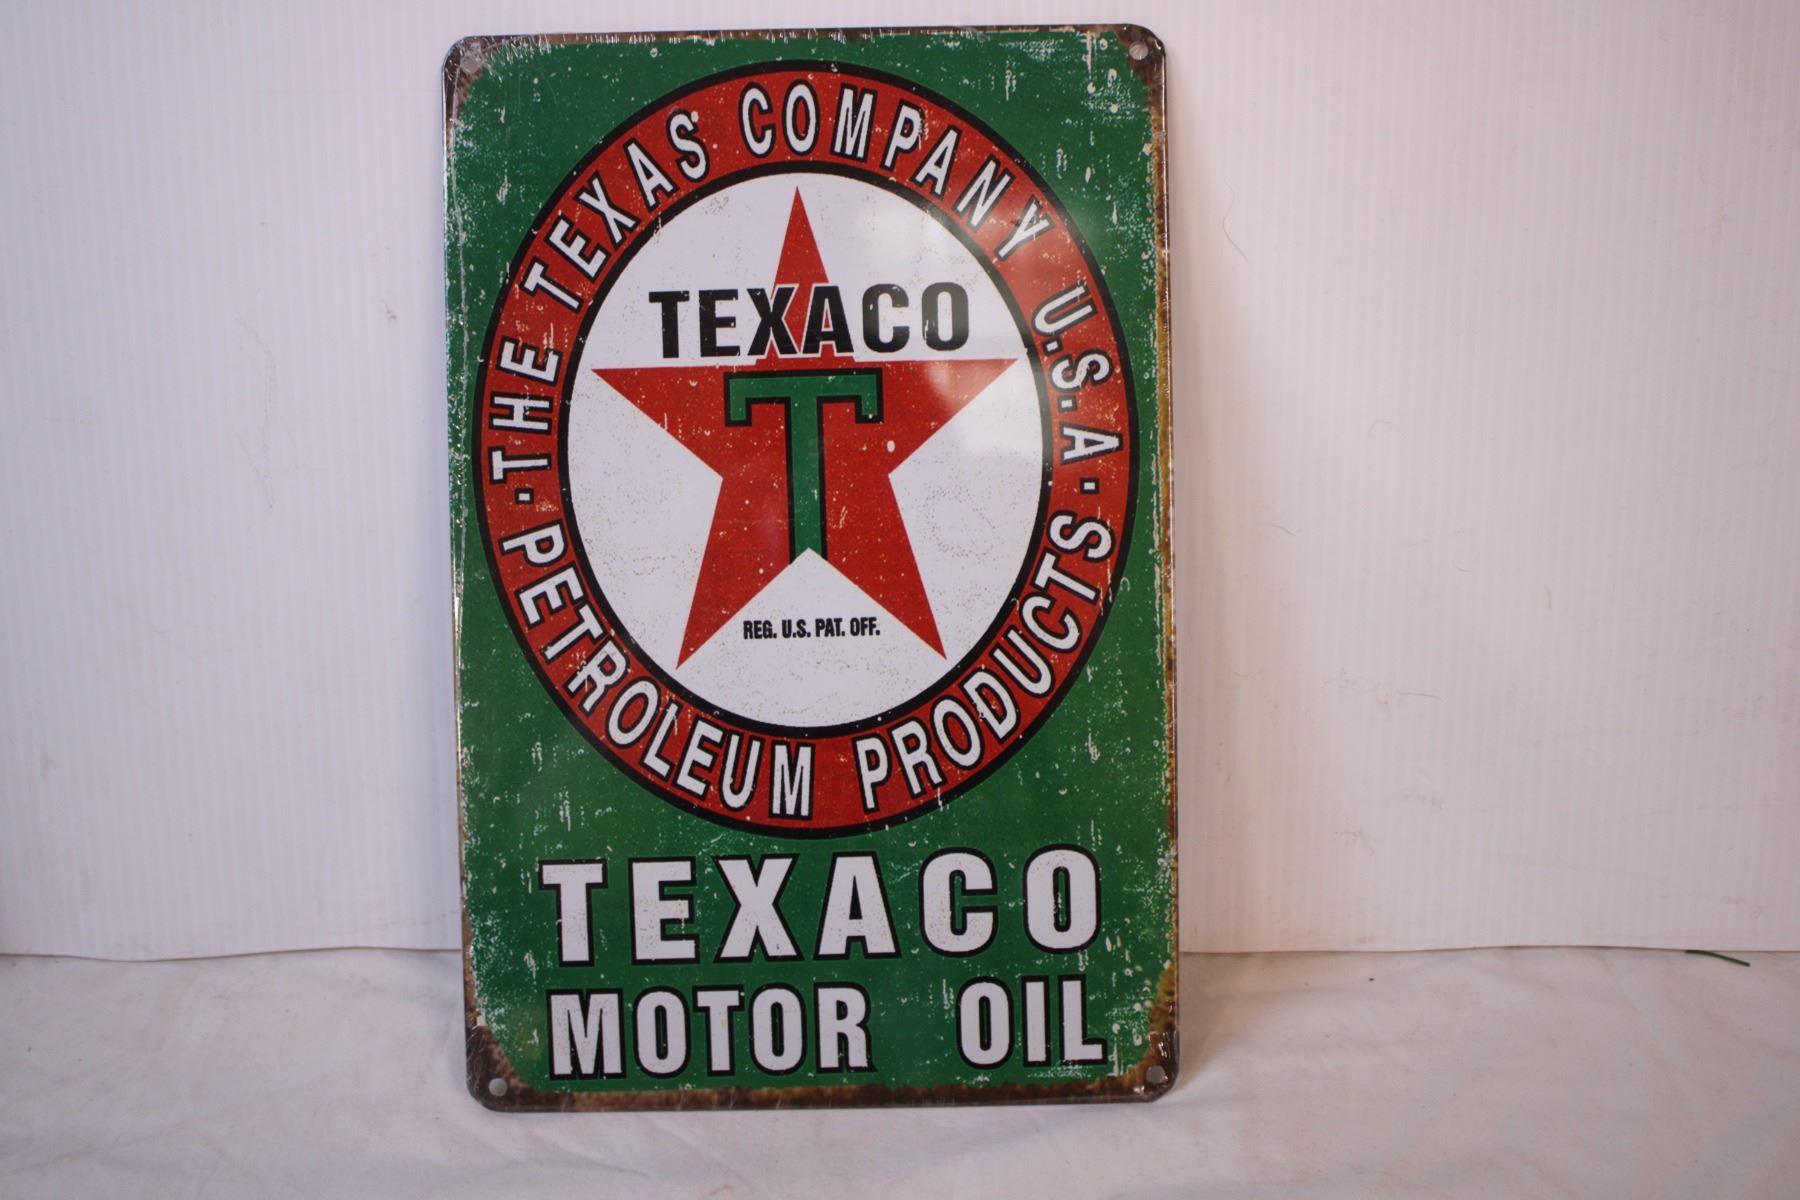 ·THE TEXAS COMPANY U.S.A·
TEXACO
T
REG. U.S. PAT. OFF.
PETROLEUM PRODUCTS
TEXACO
MOTOR OIL